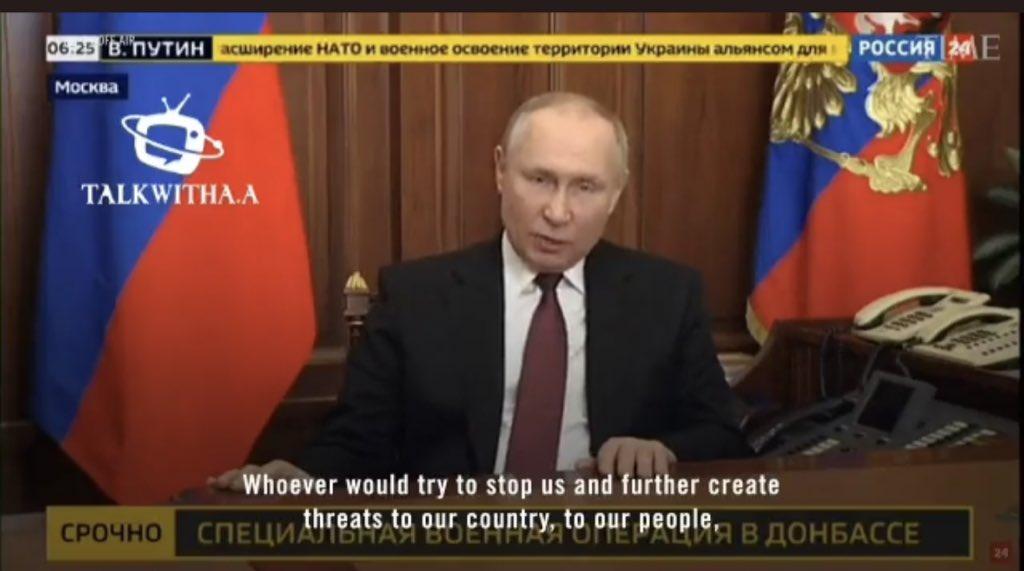 06:25 В. ПУТИН асширение НАТО и военное освоение территории Украины альянсом для РОССИЯ 24
Москва
TALKWITHA.A
Whoever would try to stop us and further create
threats to our country, to our people,
СРОЧНО СПЕЦИАЛЬНАЯ ВОЕННАЯ ОПЕРАЦИЯ В ДОНБАССЕ
24